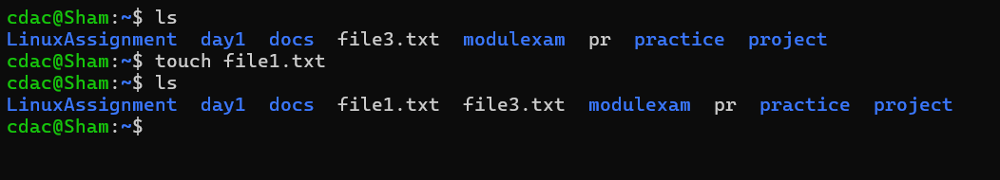 cdac@Sham:~$ ls
LinuxAssignment  day1  docs  file3.txt  modulexam  pr  practice  project
cdac@Sham:~$ touch file1.txt
cdac@Sham:~$ ls
LinuxAssignment  day1  docs  file1.txt  file3.txt  modulexam  pr  practice  project
cdac@Sham:~$